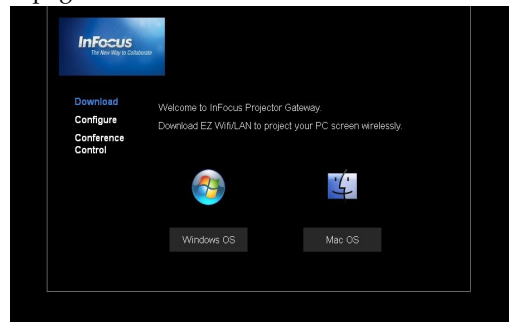 InFocus
The New Way to Collaborate
Download
Configure
Conference
Control
Welcome to InFocus Projector Gateway.
Download EZ Wifi/LAN to project your PC screen wirelessly.
Windows OS
Mac OS